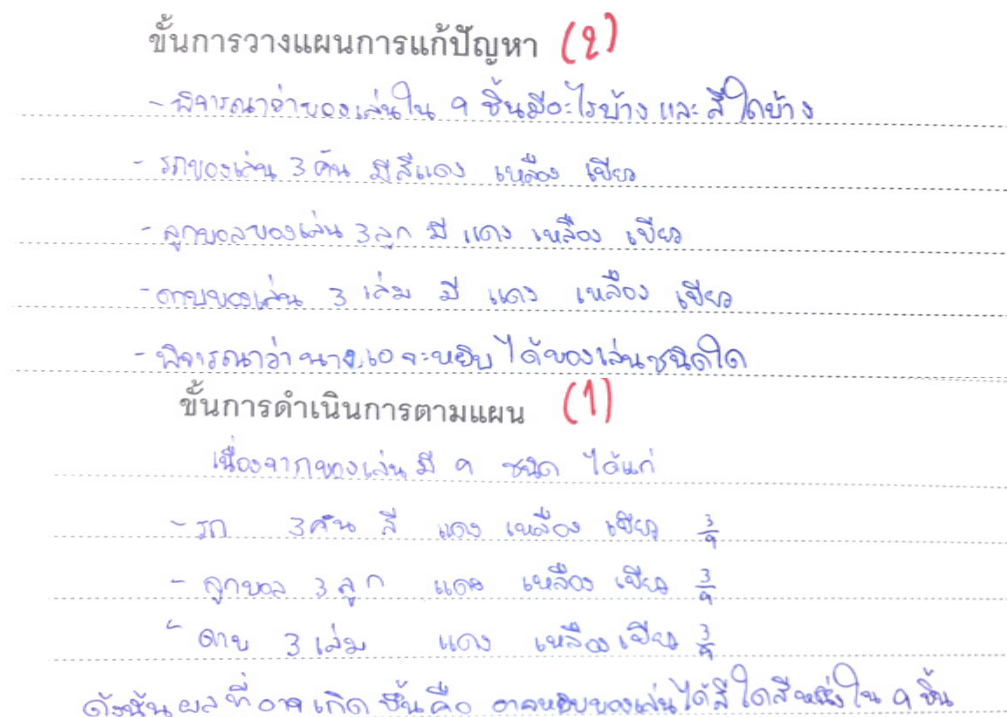 ขั้นการวางแผนการแก้ปัญหา (2)
- พิจารณาว่าของเล่นใน 9 ชิ้นมีอะไรบ้าง และ สีใดบ้าง
- รถของเล่น 3 คัน มีสีแดง เหลือง เขียว
- ลูกบอลของเล่น 3 ลูก มี แดง เหลือง เขียว
- ดาบของเล่น 3 เล่ม มี แดง เหลือง เขียว
- พิจารณาว่า นางเอ จะหยิบได้ของเล่นชนิดใด
ขั้นการดำเนินการตามแผน (1)
เนื่องจากของเล่น มี 9 ชนิด ได้แก่
- รถ 3 คัน สี แดง เหลือง เขียว 3/9
- ลูกบอล 3 ลูก แดง เหลือง เขียว 3/9
- ดาบ 3 เล่ม แดง เหลือง เขียว 3/9
ดังนั้น ผลที่อาจเกิดขึ้นคือ อาจหยิบของเล่นได้สีใดสีหนึ่งใน 9 ชิ้น